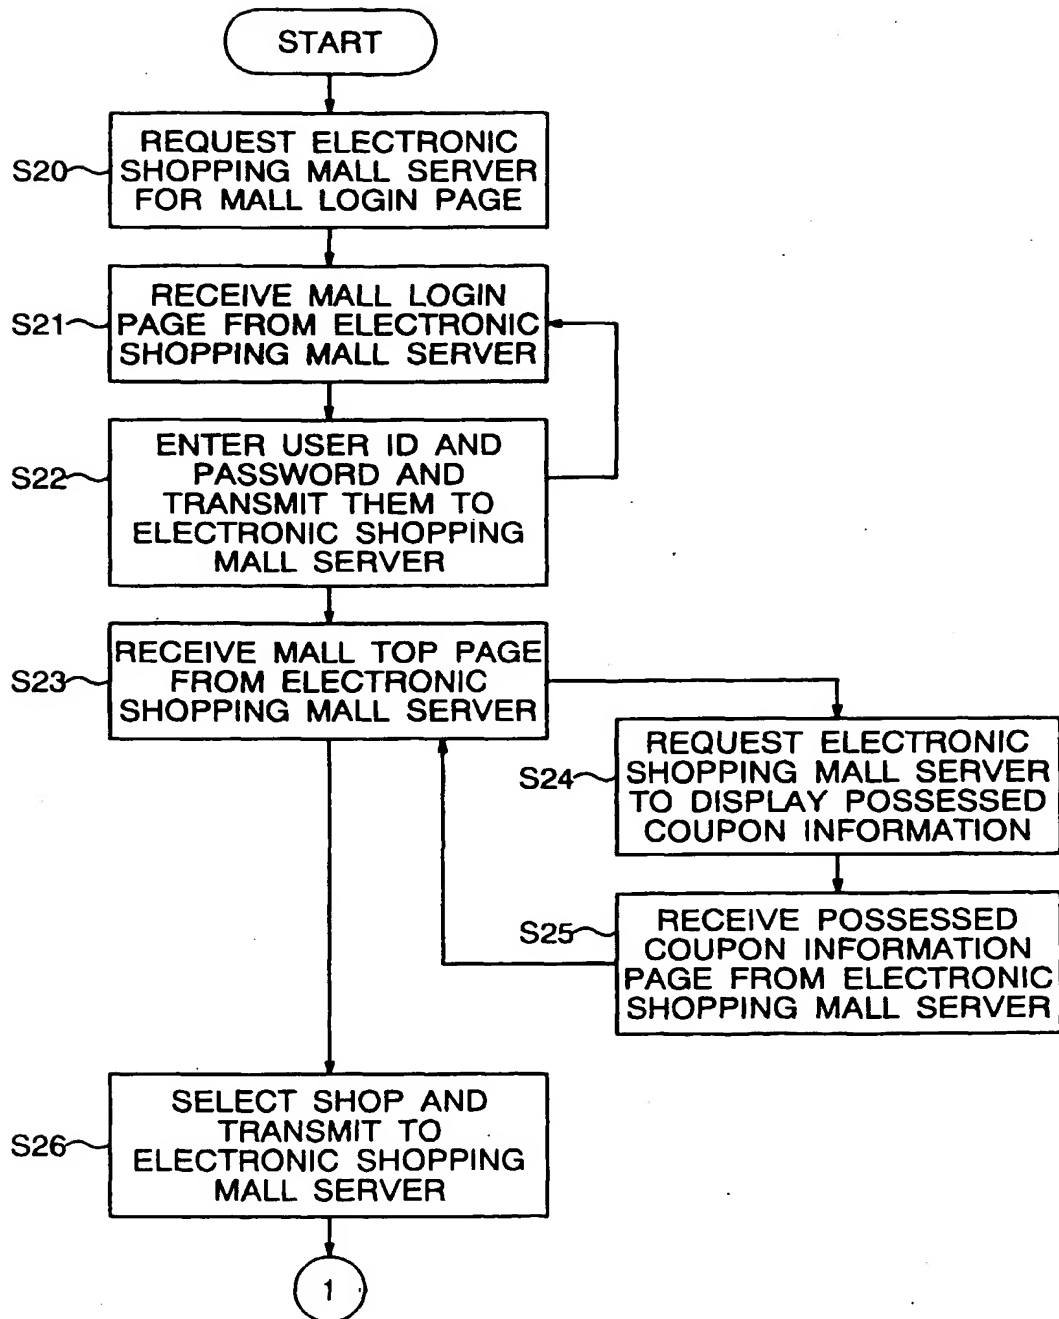 START
S20
REQUEST ELECTRONIC
SHOPPING MALL SERVER
FOR MALL LOGIN PAGE
S21
RECEIVE MALL LOGIN
PAGE FROM ELECTRONIC
SHOPPING MALL SERVER
S22
ENTER USER ID AND
PASSWORD AND
TRANSMIT THEM TO
ELECTRONIC SHOPPING
MALL SERVER
S23
RECEIVE MALL TOP PAGE
FROM ELECTRONIC
SHOPPING MALL SERVER
S24
REQUEST ELECTRONIC
SHOPPING MALL SERVER
TO DISPLAY POSSESSED
COUPON INFORMATION
S25
RECEIVE POSSESSED
COUPON INFORMATION
PAGE FROM ELECTRONIC
SHOPPING MALL SERVER
S26
SELECT SHOP AND
TRANSMIT TO
ELECTRONIC SHOPPING
MALL SERVER
1